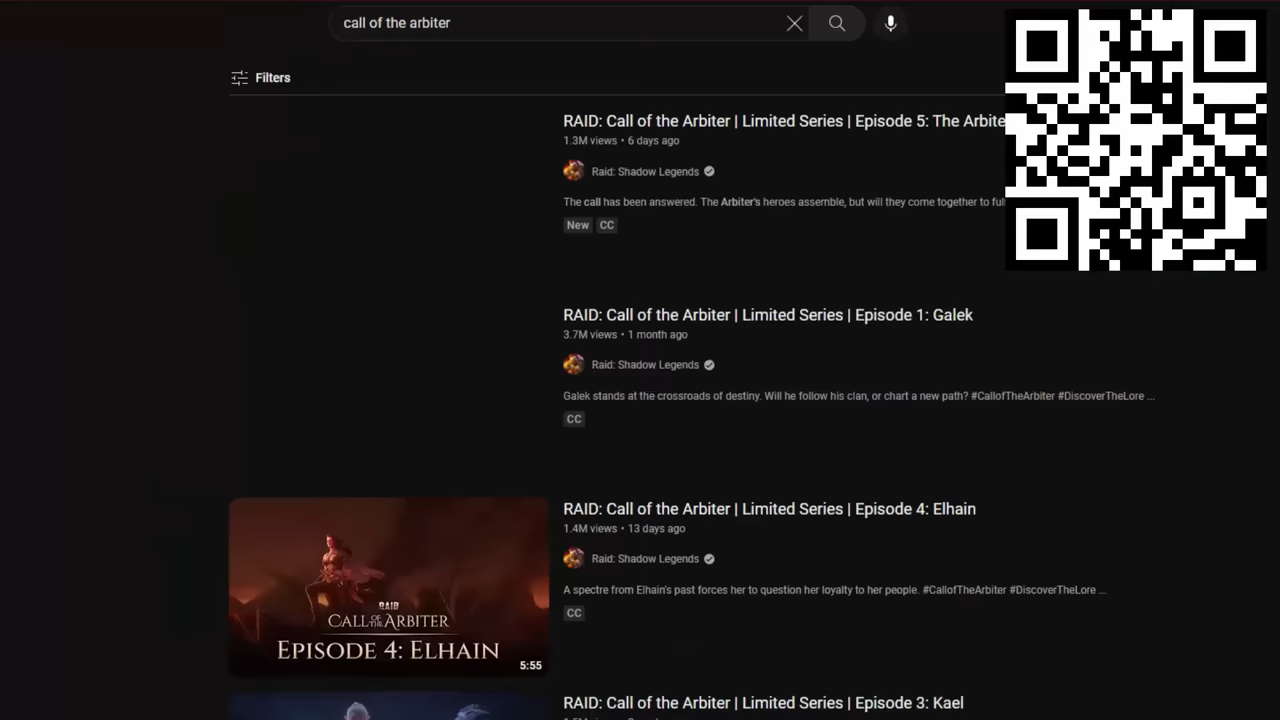 call of the arbiter
Filters
RAID: Call of the Arbiter | Limited Series | Episode 5: The Arbite
1.3M views • 6 days ago
Raid: Shadow Legends
The call has been answered. The Arbiter's heroes assemble, but will they come together to ful
New CC
RAID: Call of the Arbiter | Limited Series | Episode 1: Galek
3.7M views • 1 month ago
Raid: Shadow Legends
Galek stands at the crossroads of destiny. Will he follow his clan, or chart a new path? #CallofTheArbiter #DiscoverTheLore ...
CC
RAID
CALL OF THE ARBITER
EPISODE 4: ELHAIN
5:55
RAID: Call of the Arbiter | Limited Series | Episode 4: Elhain
1.4M views • 13 days ago
Raid: Shadow Legends
A spectre from Elhain's past forces her to question her loyalty to her people. #CallofTheArbiter #DiscoverTheLore ...
CC
RAID: Call of the Arbiter | Limited Series | Episode 3: Kael